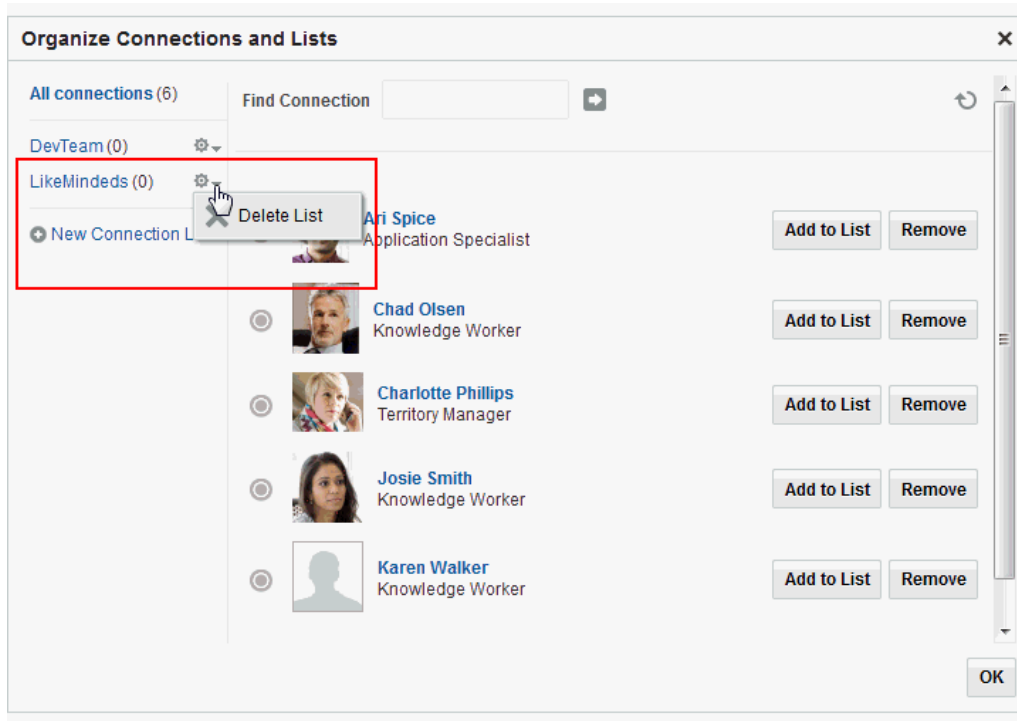 Organize Connections and Lists
All connections (6)
Find Connection
DevTeam (0)
LikeMindeds (0)
Delete List
New Connection L
Ari Spice
Application Specialist
Add to List
Remove
Chad Olsen
Knowledge Worker
Add to List
Remove
Charlotte Phillips
Territory Manager
Add to List
Remove
Josie Smith
Knowledge Worker
Add to List
Remove
Karen Walker
Knowledge Worker
Add to List
Remove
OK